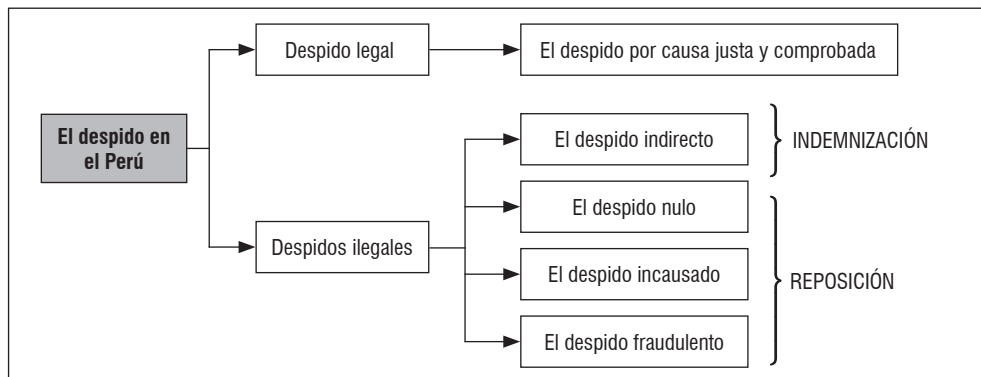 Despido legal
El despido por causa justa y comprobada
El despido en
el Perú
El despido indirecto
INDEMNIZACIÓN
El despido nulo
Despidos ilegales
El despido incausado
REPOSICIÓN
El despido fraudulento